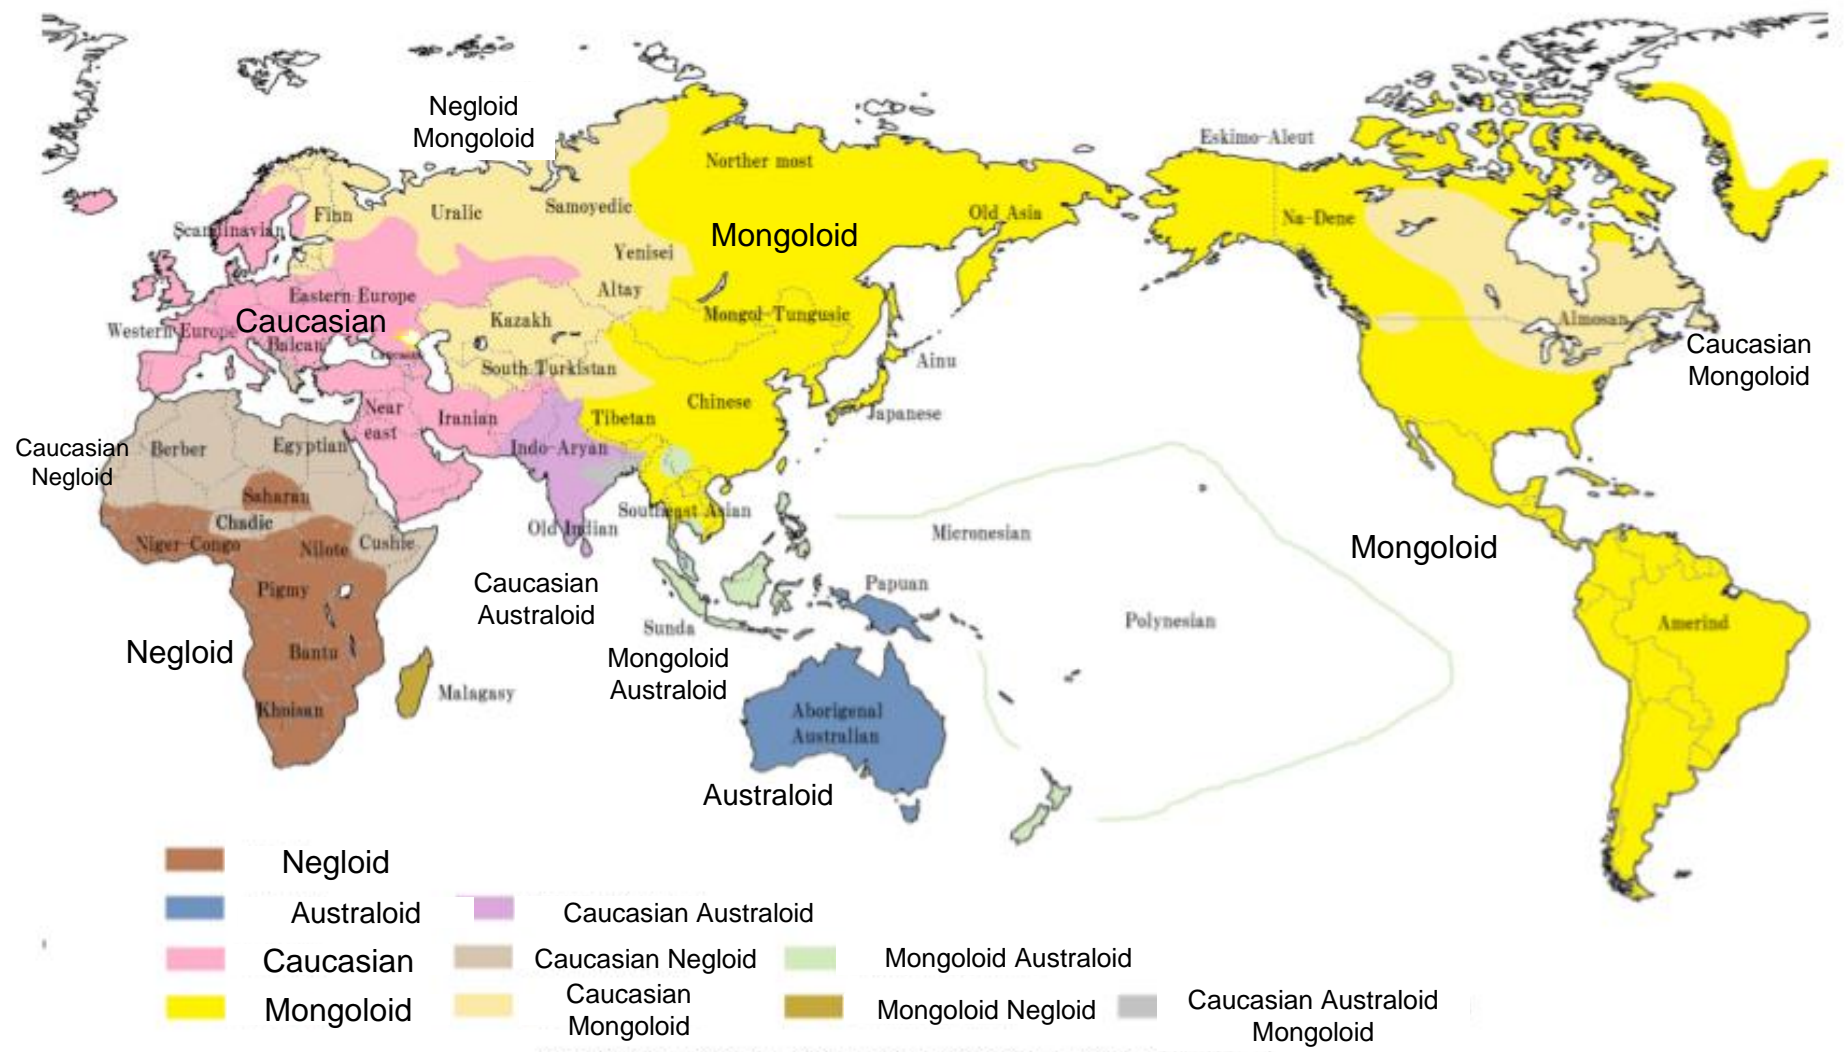 Negloid
Mongoloid
Eskimo-Aleut
Norther most
Finn
Uralic
Samoyedic
Old Asia
Na-Dene
Scandinavian
Mongoloid
Yenisei
Altay
Eastern Europe
Mongol-Tungusic
Kazakh
Almosan
Western Europe
Caucasian
Balcan
Caucasian
Mongoloid
Ainu
South Turkistan
Chinese
Japanese
Near
east
Iranian
Tibetan
Caucasian
Negloid
Berber
Egyptian
Indo-Aryan
Saharan
Southeast Asian
Chadic
Old Indian
Micronesian
Niger-Congo
Nilote
Cushic
Mongoloid
Pigmy
Caucasian
Australoid
Papuan
Sunda
Polynesian
Amerind
Negloid
Bantu
Mongoloid
Australoid
Malagasy
Khoisan
Aborigenal
Australian
Australoid
Negloid
Australoid
Caucasian Australoid
Caucasian
Caucasian Negloid
Mongoloid Australoid
Mongoloid
Caucasian
Mongoloid
Mongoloid Negloid
Caucasian Australoid
Mongoloid